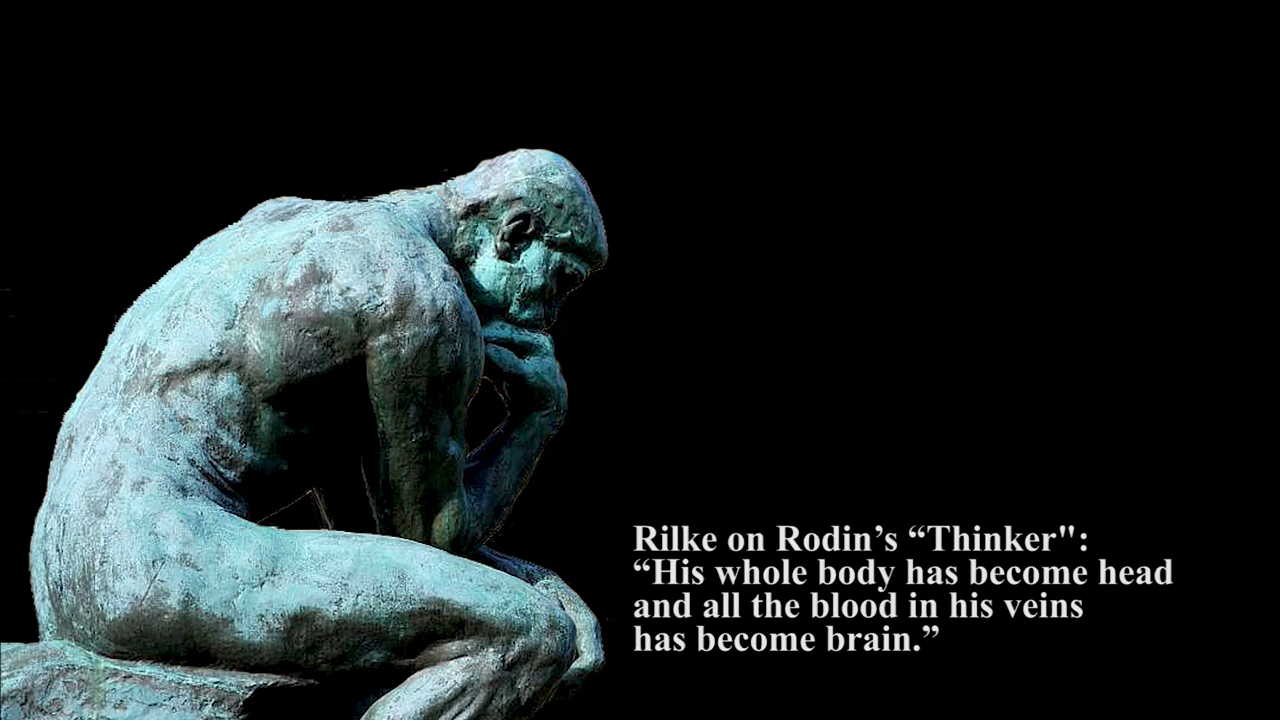 Rilke on Rodin’s “Thinker":
“His whole body has become head
and all the blood in his veins
has become brain.”